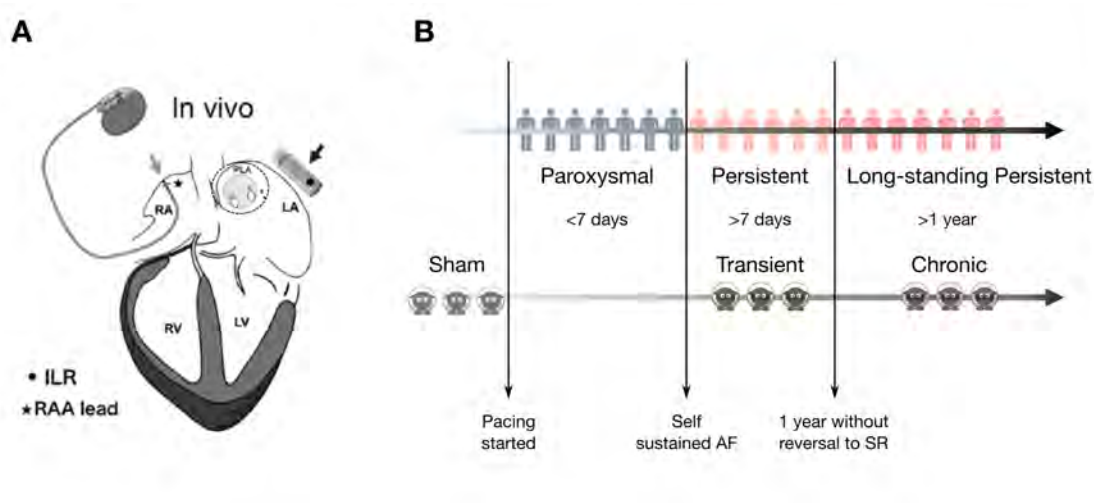 A
In vivo
PLA
RA
LA
RV
LV
• ILR
★RAA lead
B
Paroxysmal
Persistent
Long-standing Persistent
<7 days
>7 days
>1 year
Sham
Transient
Chronic
Pacing
started
Self
sustained AF
1 year without
reversal to SR